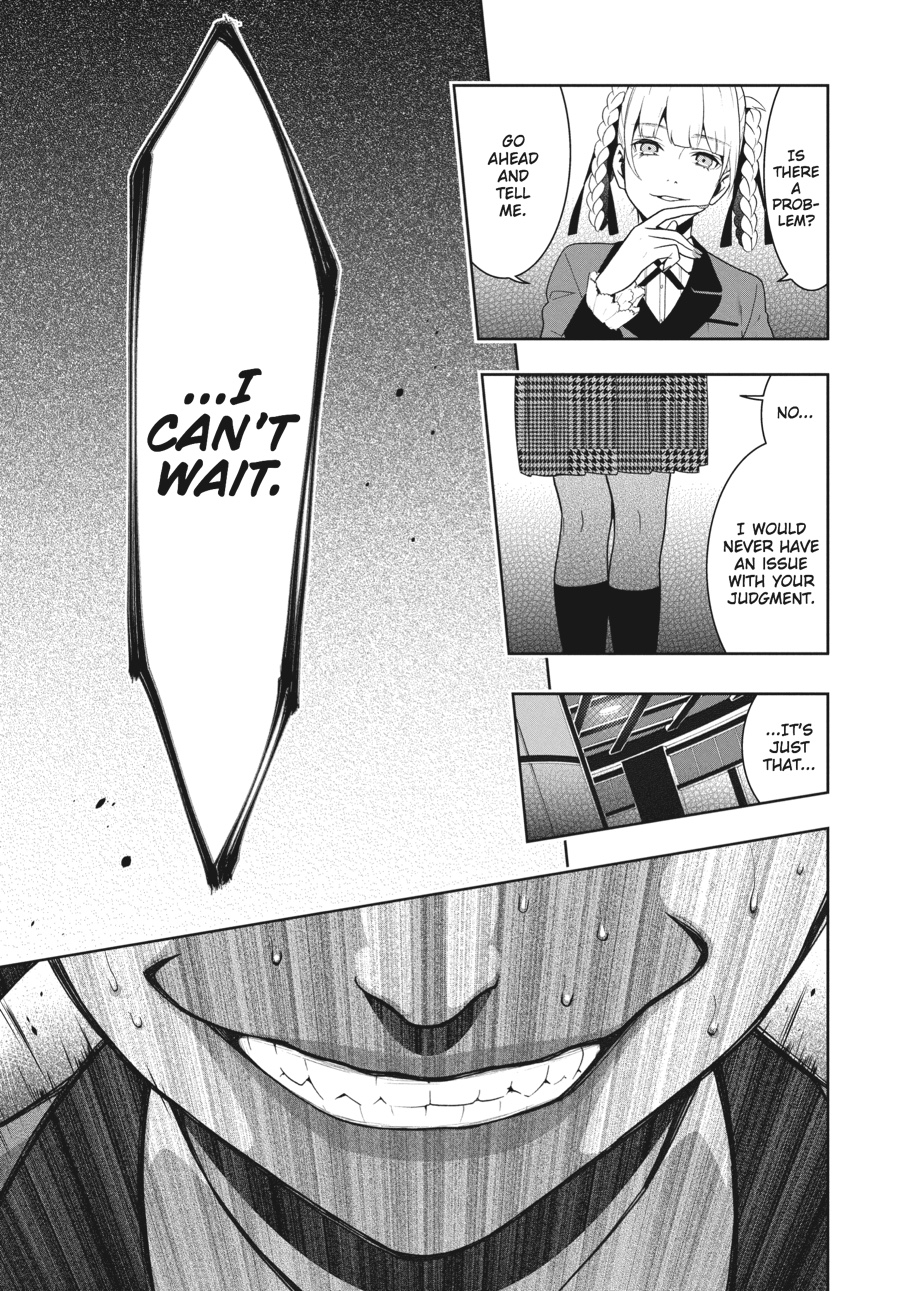 IS
THERE
A
PROB-
LEM?
GO
AHEAD
AND
TELL
ME.
NO...
I WOULD
NEVER HAVE
AN ISSUE
WITH YOUR
JUDGMENT.
...IT'S
JUST
THAT...
...I
CAN'T
WAIT.